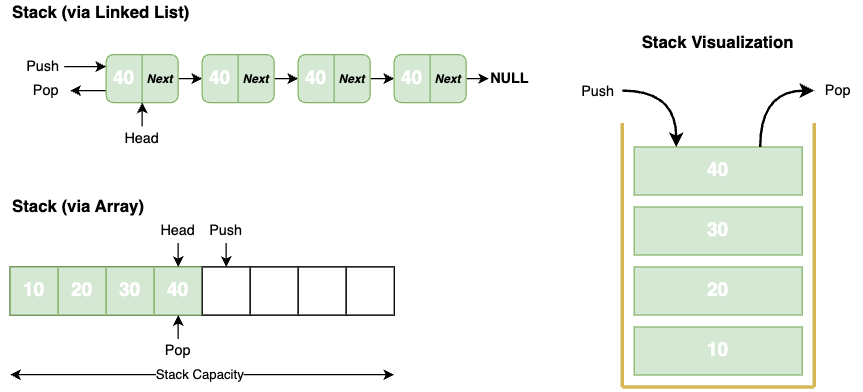 Stack (via Linked List)
Push
Pop
40 Next
40 Next
40 Next
40 Next
NULL
Head
Stack (via Array)
Head
Push
10 20 30 40
Pop
Stack Capacity
Stack Visualization
Push
Pop
40
30
20
10